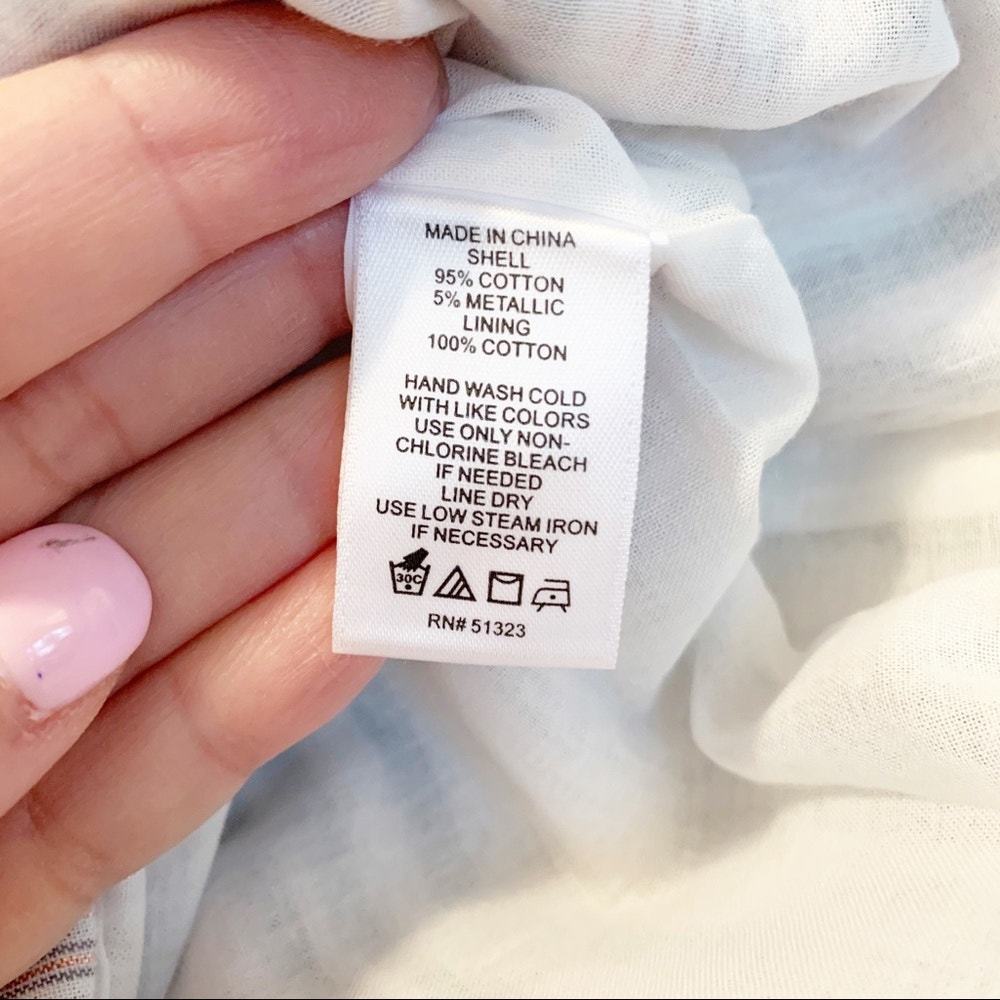 MADE IN CHINA
SHELL
95% COTTON
5% METALLIC
LINING
100% COTTON
HAND WASH COLD
WITH LIKE COLORS
USE ONLY NON-
CHLORINE BLEACH
IF NEEDED
LINE DRY
USE LOW STEAM IRON
IF NECESSARY
30C
RN# 51323